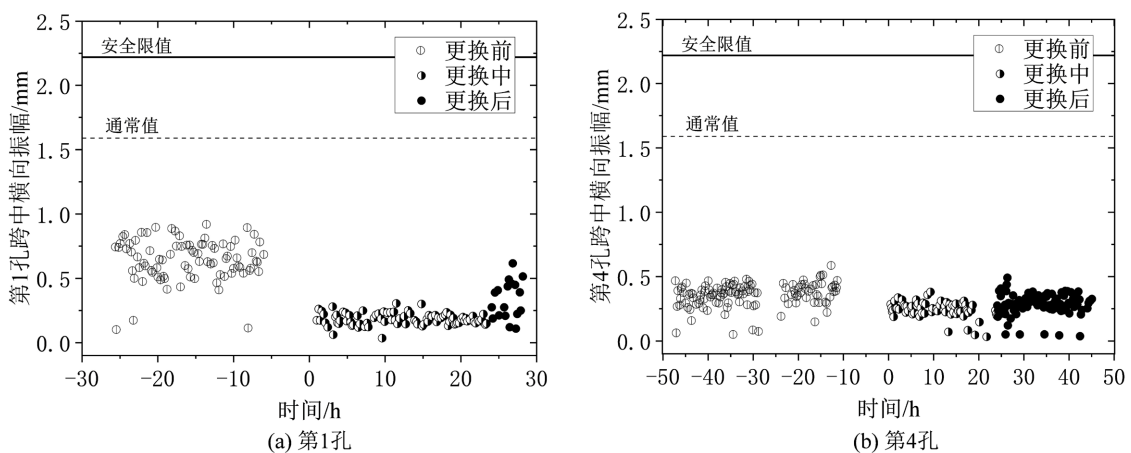 第1孔跨中横向振幅/mm
2.5
2.0
1.5
1.0
0.5
0.0
安全限值
通常值
更换前
更换中
更换后
−30 −20 −10 0 10 20 30
时间/h
(a) 第1孔
第4孔跨中横向振幅/mm
2.5
2.0
1.5
1.0
0.5
0.0
安全限值
通常值
更换前
更换中
更换后
−50 −40 −30 −20 −10 0 10 20 30 40 50
时间/h
(b) 第4孔